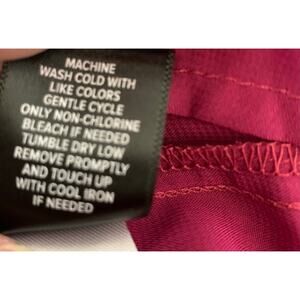 MACHINE
WASH COLD WITH
LIKE COLORS
GENTLE CYCLE
ONLY NON-CHLORINE
BLEACH IF NEEDED
TUMBLE DRY LOW
REMOVE PROMPTLY
AND TOUCH UP
WITH COOL IRON
IF NEEDED